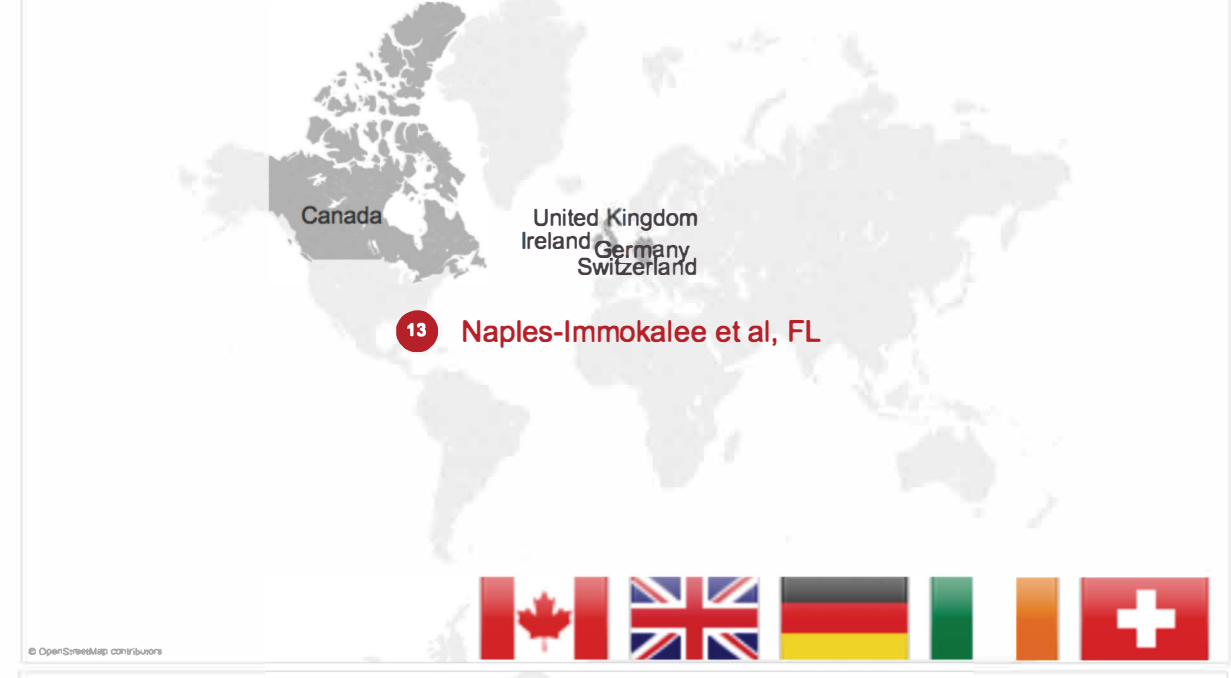 Canada
United Kingdom
Ireland
Germany
Switzerland
13 Naples-Immokalee et al, FL
© OpenStreetMap contributors